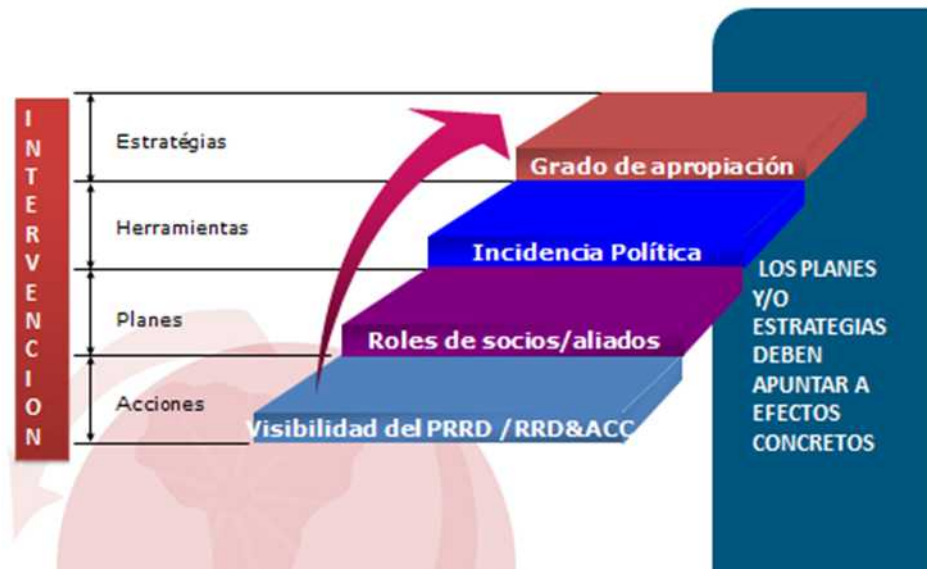 INTERVENCION
Estratégias
Grado de apropiación
Herramientas
Incidencia Política
Planes
Roles de socios/aliados
Acciones
Visibilidad del PRRD /RRD&ACC
LOS PLANES
Y/O
ESTRATEGIAS
DEBEN
APUNTAR A
EFECTOS
CONCRETOS